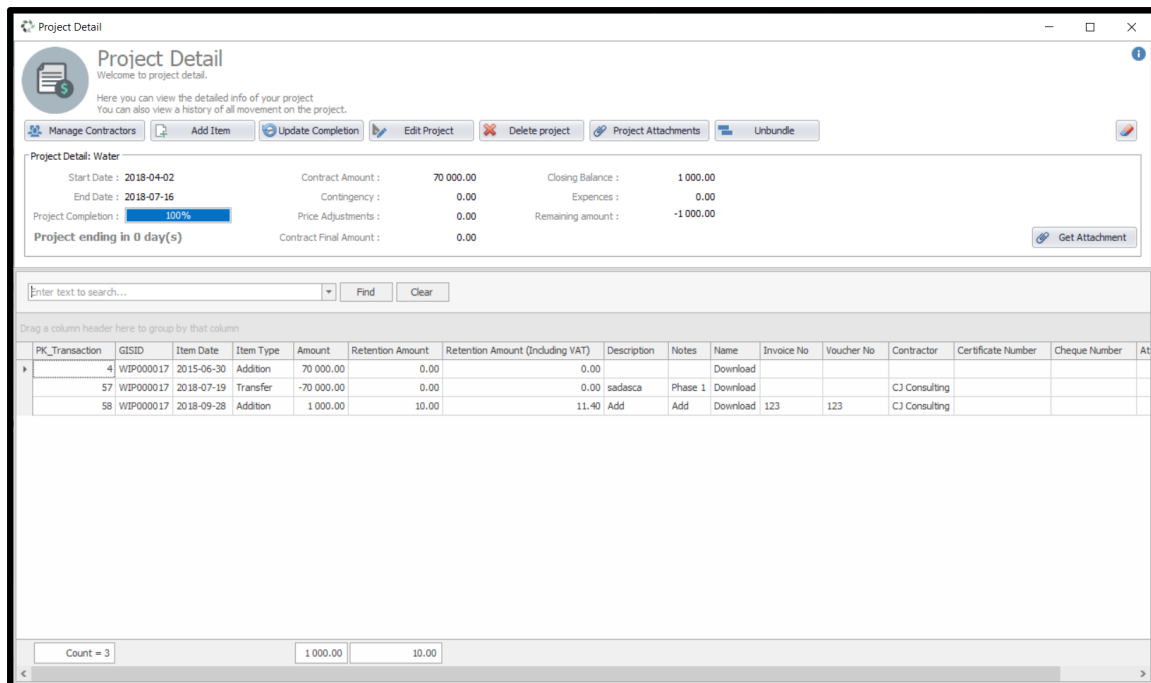 Project Detail
Project Detail
Welcome to project detail.
Here you can view the detailed info of your project
You can also view a history of all movement on the project.
Manage Contractors Add Item Update Completion Edit Project Delete project Project Attachments Unbundle
Project Detail: Water
Start Date : 2018-04-02 Contract Amount : 70 000.00 Closing Balance : 1 000.00
End Date : 2018-07-16 Contingency : 0.00 Expences : 0.00
Project Completion : 100% Price Adjustments : 0.00 Remaining amount : -1 000.00
Project ending in 0 day(s) Contract Final Amount : 0.00 Get Attachment
Enter text to search... Find Clear
Drag a column header here to group by that column
PK_Transaction GISID Item Date Item Type Amount Retention Amount Retention Amount (Including VAT) Description Notes Name Invoice No Voucher No Contractor Certificate Number Cheque Number At
4 WIP000017 2015-06-30 Addition 70 000.00 0.00 0.00 Download
57 WIP000017 2018-07-19 Transfer -70 000.00 0.00 0.00 sadasca Phase 1 Download CJ Consulting
58 WIP000017 2018-09-28 Addition 1 000.00 10.00 11.40 Add Add Download 123 123 CJ Consulting
Count = 3 1 000.00 10.00